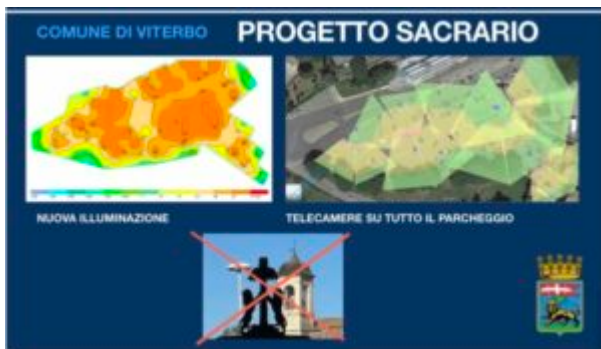 COMUNE DI VITERBO
PROGETTO SACRARIO
NUOVA ILLUMINAZIONE
TELECAMERE SU TUTTO IL PARCHEGGIO